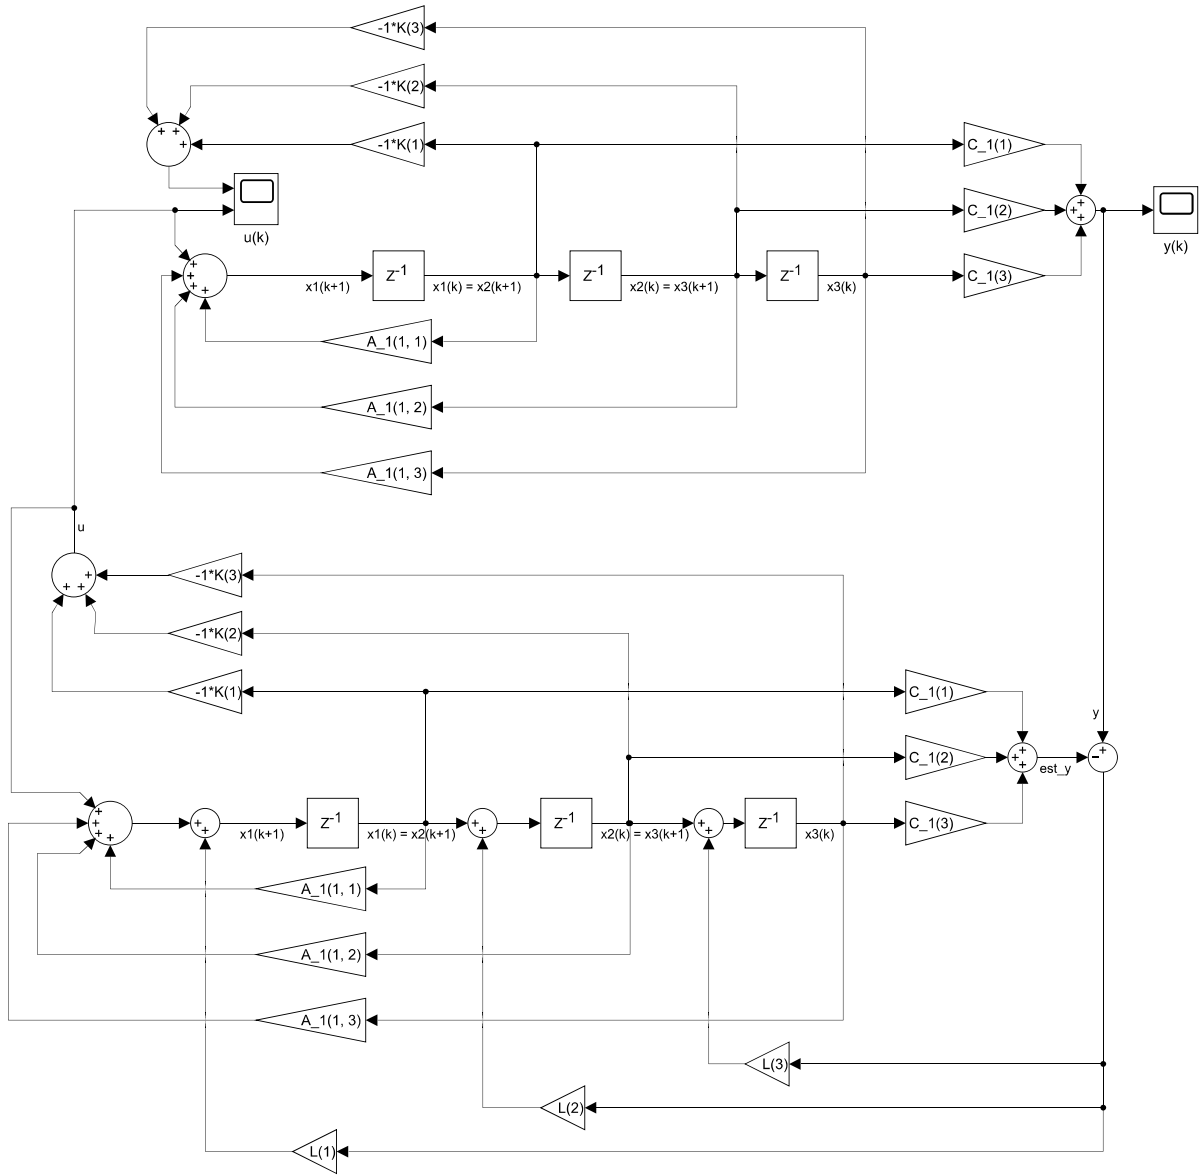 -1*K(3)
-1*K(2)
+ +
+
-1*K(1)
C_1(1)
u(k)
C_1(2)
+
+
+
y(k)
+
+
+
+
Z-1
Z-1
Z-1
C_1(3)
x1(k+1)
x1(k) = x2(k+1)
x2(k) = x3(k+1)
x3(k)
A_1(1, 1)
A_1(1, 2)
A_1(1, 3)
u
+
+ +
-1*K(3)
-1*K(2)
-1*K(1)
C_1(1)
y
C_1(2)
+
+
+
est_y
+
−
+
+
+
+
+
+
Z-1
+
+
Z-1
+
+
Z-1
C_1(3)
x1(k+1)
x1(k) = x2(k+1)
x2(k) = x3(k+1)
x3(k)
A_1(1, 1)
A_1(1, 2)
A_1(1, 3)
L(3)
L(2)
L(1)